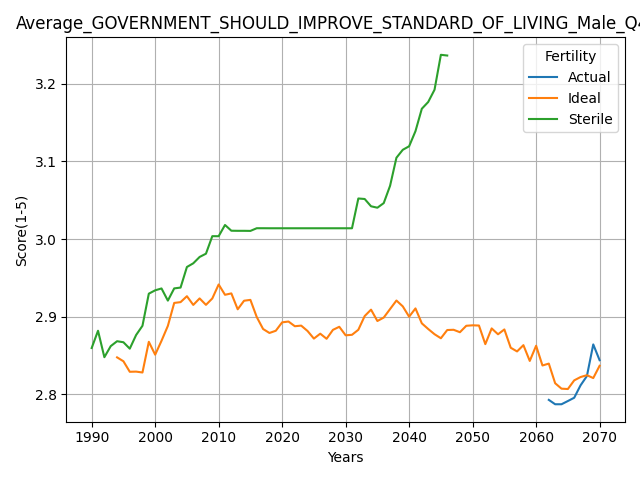 Average_GOVERNMENT_SHOULD_IMPROVE_STANDARD_OF_LIVING_Male_Q4
Fertility
Actual
Ideal
Sterile
Score(1-5)
3.2
3.1
3.0
2.9
2.8
1990 2000 2010 2020 2030 2040 2050 2060 2070
Years